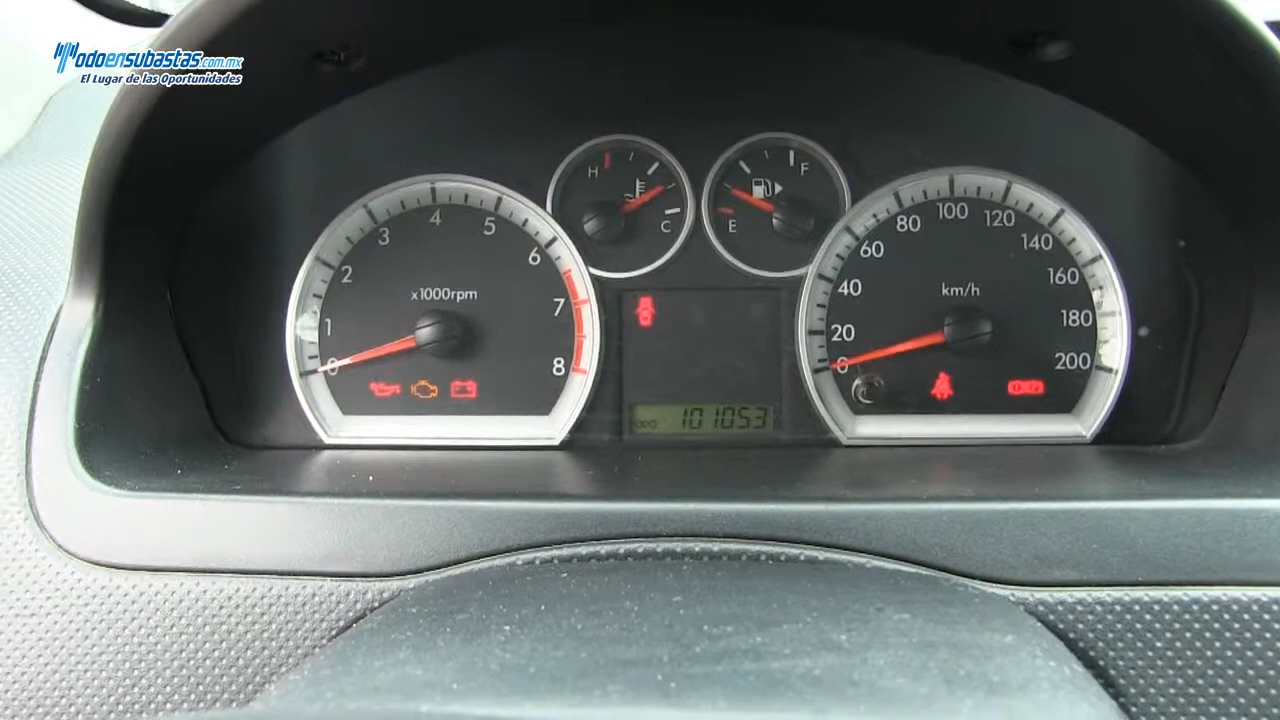 Todoensubastas.com.mx
El Lugar de las Oportunidades
H
C
F
E
0
1
2
3
4
5
6
7
8
x1000rpm
0
20
40
60
80
100
120
140
160
180
200
km/h
ODO 101053